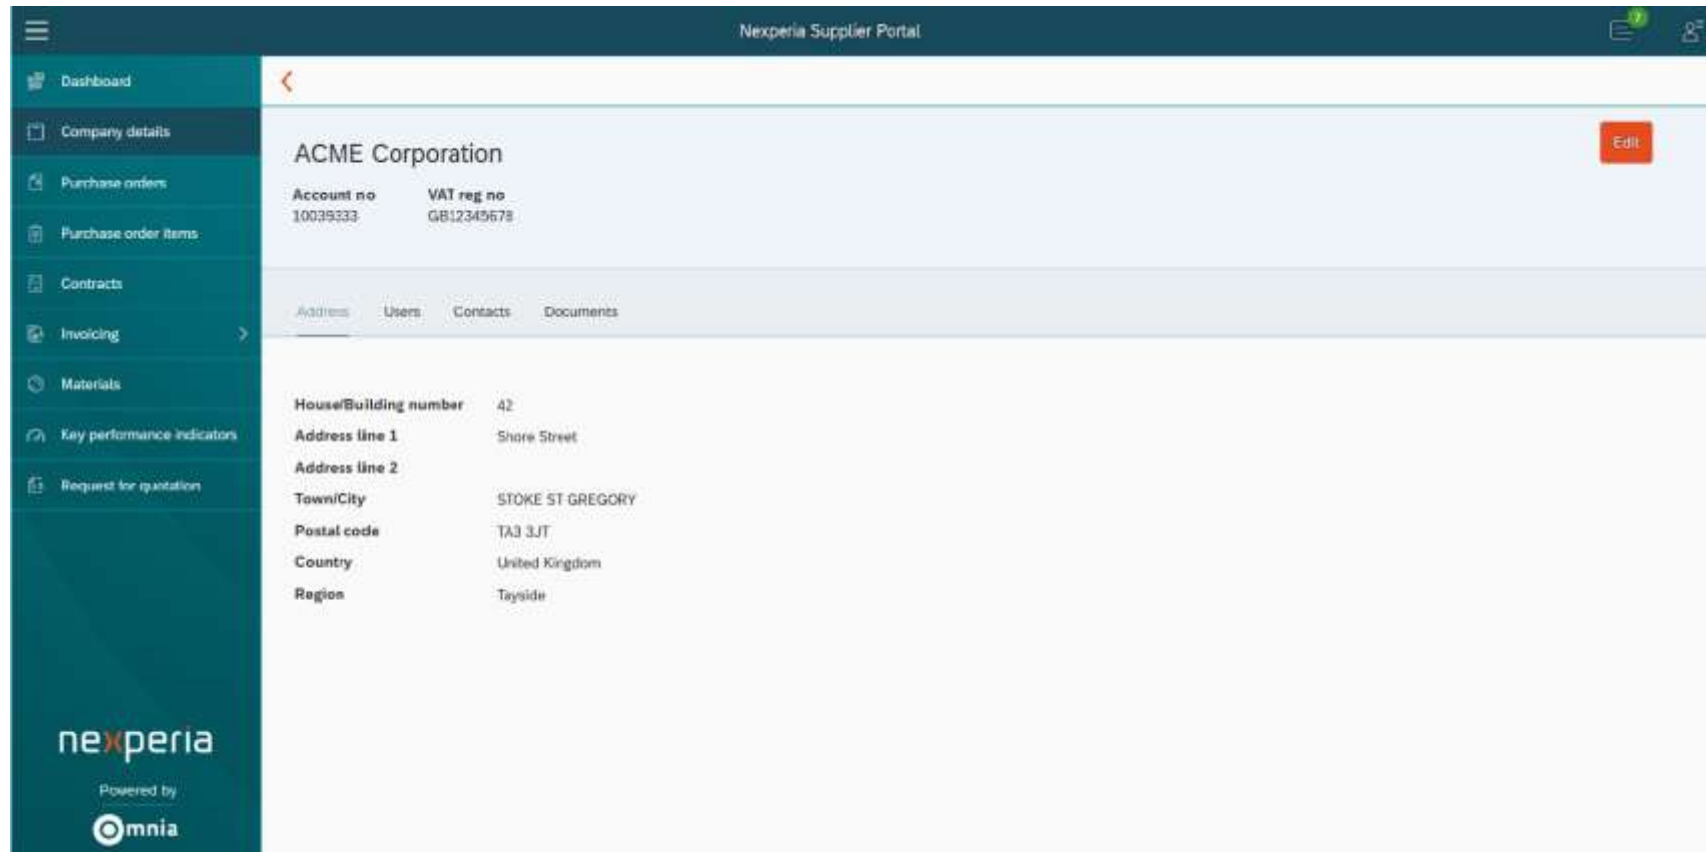 Nexperia Supplier Portal
7
Dashboard
Company details
Purchase orders
Purchase order items
Contracts
Invoicing
Materials
Key performance indicators
Request for quotation
nexperia
Powered by
Omnia
ACME Corporation
Edit
Account no VAT reg no
10039333 GB12345678
Address Users Contacts Documents
House/Building number 42
Address line 1 Shore Street
Address line 2
Town/City STOKE ST GREGORY
Postal code TA3 3JT
Country United Kingdom
Region Tayside